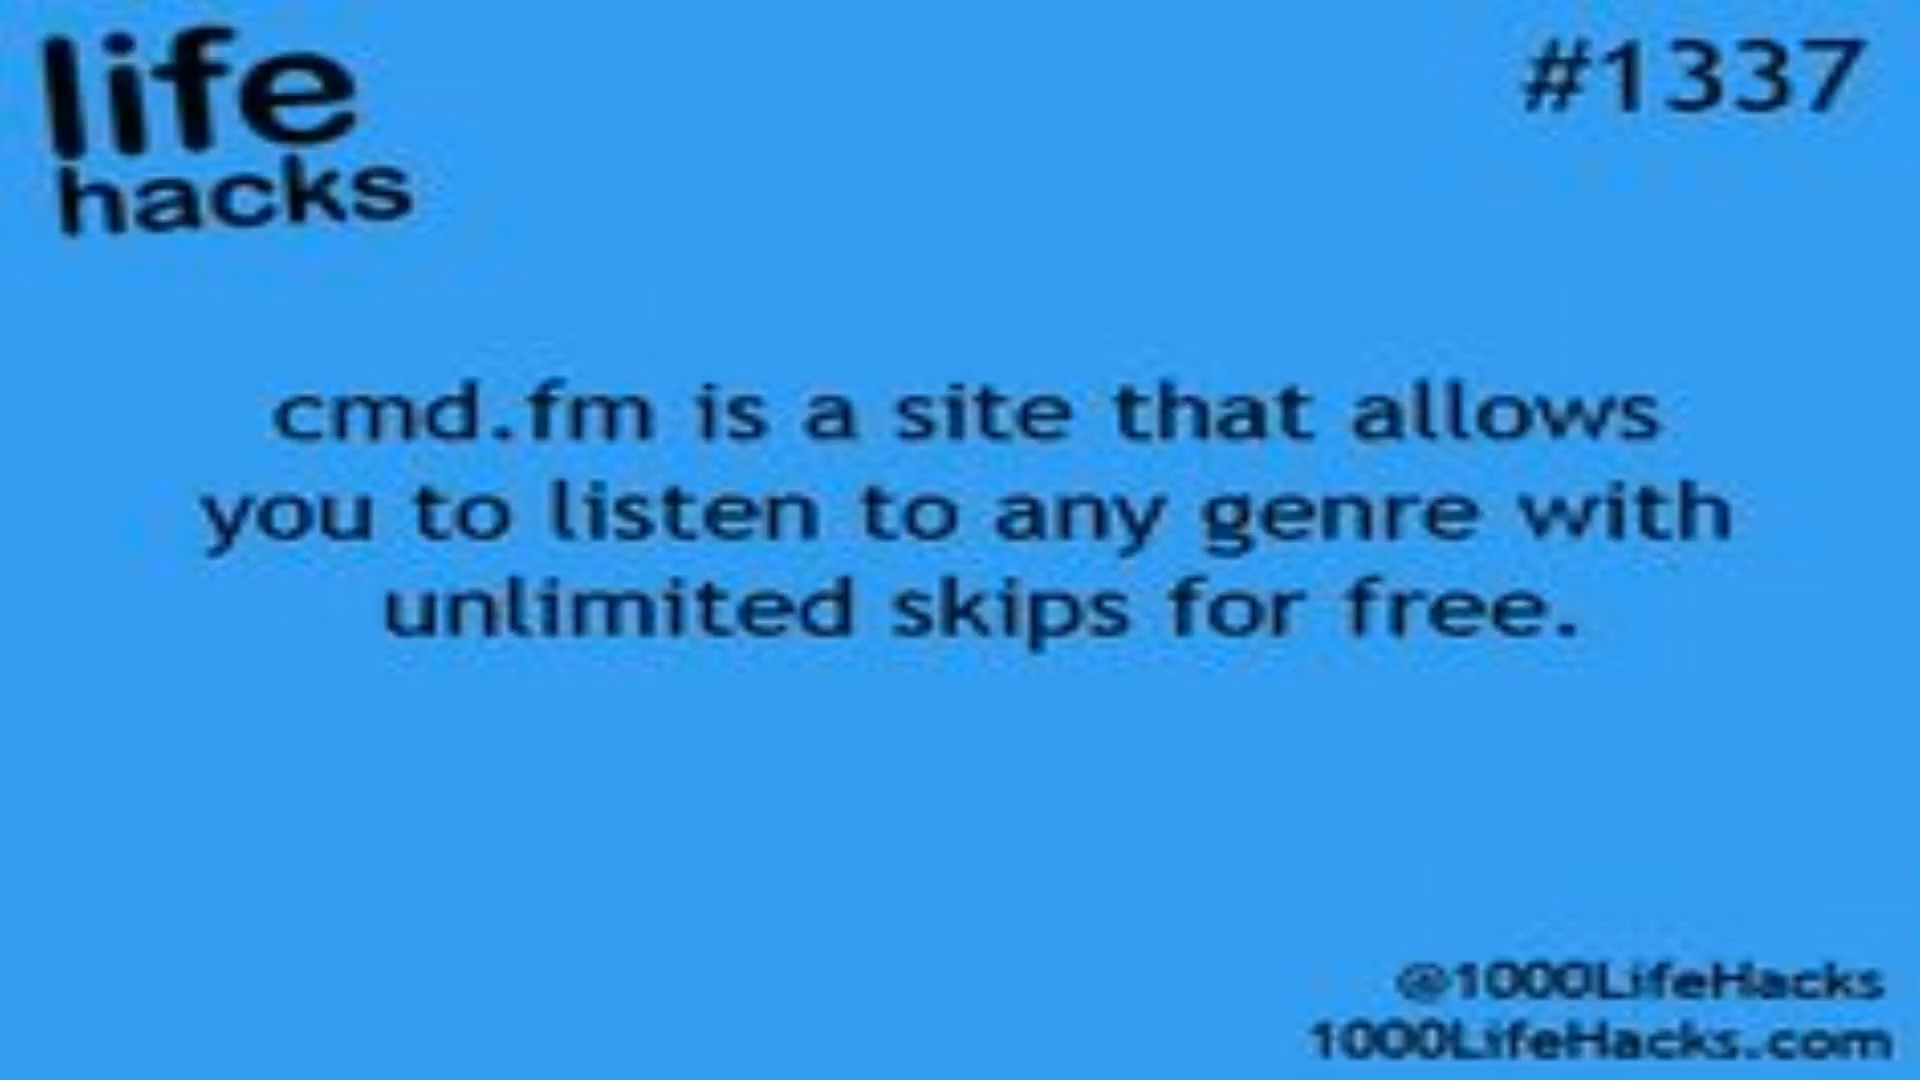 life
hacks
#1337
cmd.fm is a site that allows
you to listen to any genre with
unlimited skips for free.
@1000LifeHacks
1000LifeHacks.com